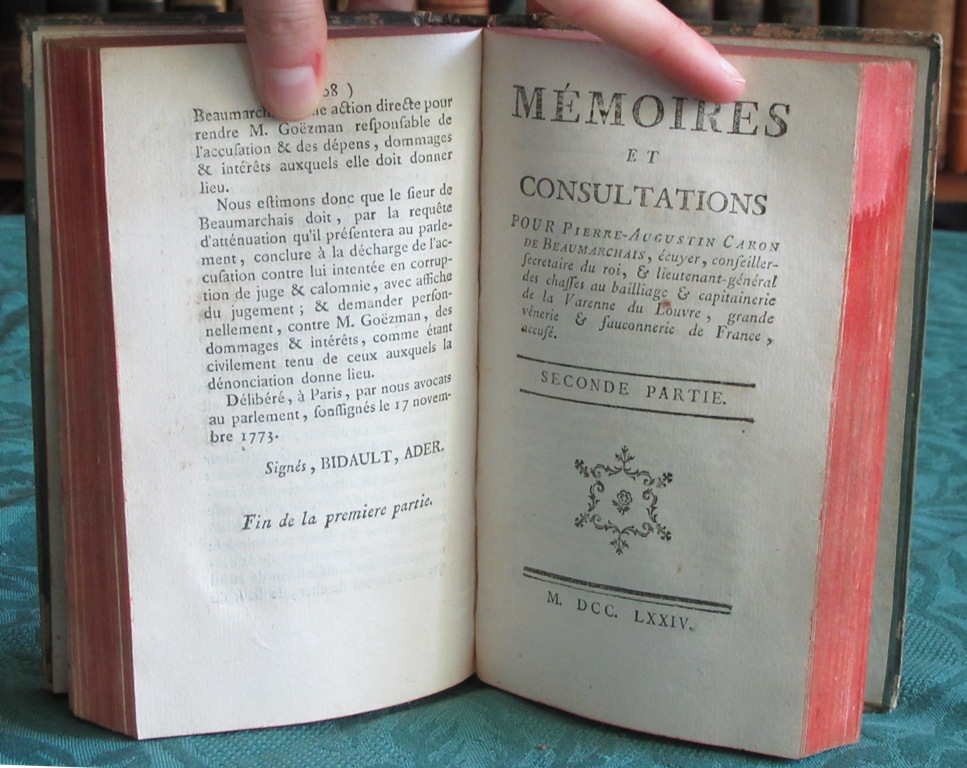 08 )
Beaumarch ne action directe pour
rendre M. Goëzman reſponſable de
l'accuſation & des dépens, dommages
& intérêts auxquels elle doit donner
lieu.
Nous eſtimons donc que le ſieur de
Beaumarchais doit, par la requête
d'atténuation qu'il préſentera au parle-
ment, conclure à la décharge de l'ac-
cuſation contre lui intentée en corrup-
tion de juge & calomnie, avec affiche
du jugement ; & demander perſon-
nellement, contre M. Goëzman, des
dommages & intérêts, comme étant
civilement tenu de ceux auxquels la
dénonciation donne lieu.
Délibéré, à Paris, par nous avocats
au parlement, ſouſſignés le 17 novem-
bre 1773.
Signés, BIDAULT, ADER.
Fin de la premiere partie.
MÉMOIRES
ET
CONSULTATIONS
POUR PIERRE-AUGUSTIN CARON
DE BEAUMARCHAIS, écuyer, conſeiller-
ſecretaire du roi, & lieutenant-général
des chaſſes au bailliage & capitainerie
de la Varenne du Louvre, grande
vénerie & fauconnerie de France,
accuſé.
SECONDE PARTIE.
M. DCC. LXXIV.